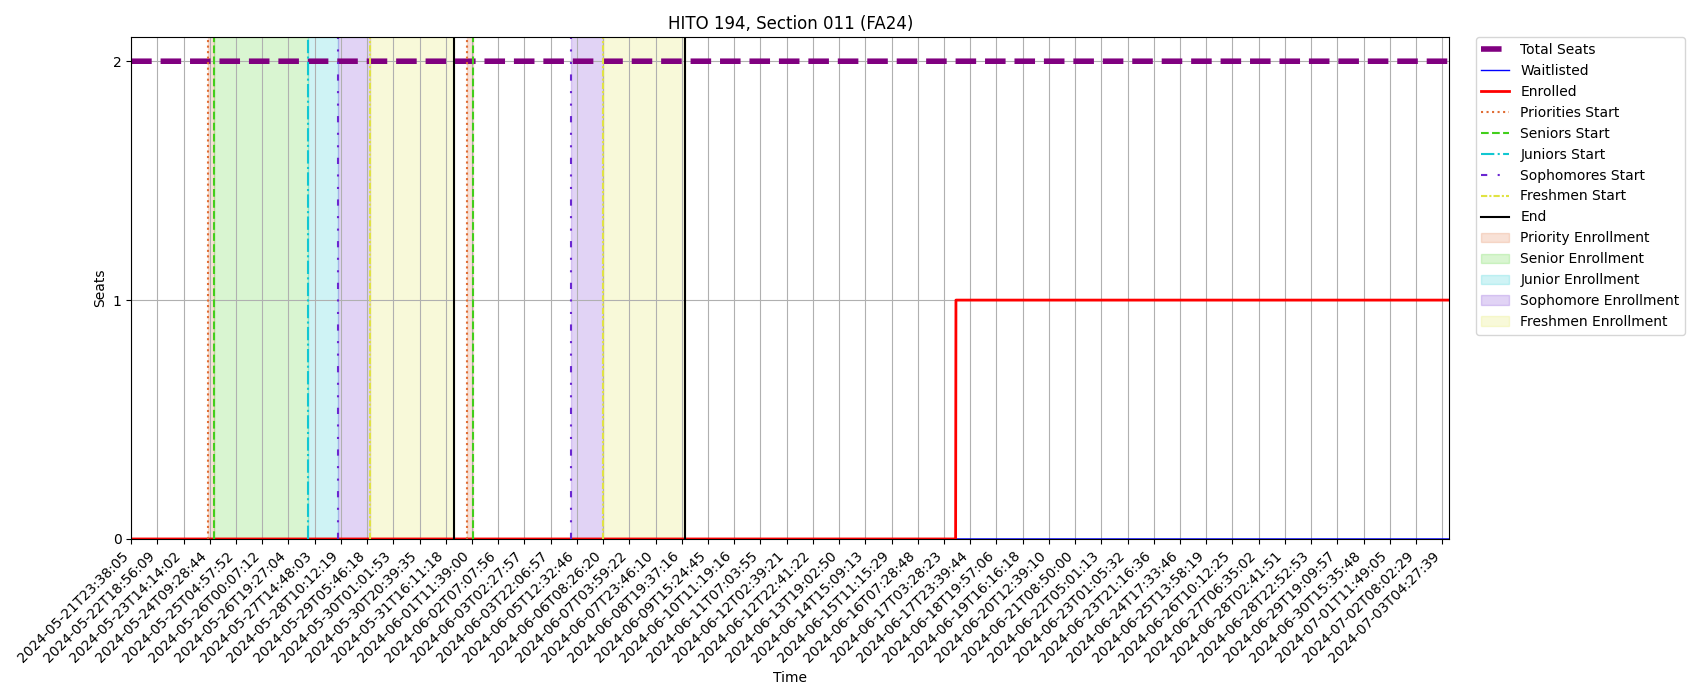 HITO 194, Section 011 (FA24)
Seats
2
1
0
2024-05-21T23:38:05
2024-05-22T18:56:09
2024-05-23T14:14:02
2024-05-24T09:28:44
2024-05-25T04:57:52
2024-05-26T00:07:12
2024-05-26T19:27:04
2024-05-27T14:48:03
2024-05-28T10:12:19
2024-05-29T05:46:18
2024-05-30T01:01:53
2024-05-30T20:39:35
2024-05-31T16:11:18
2024-06-01T11:39:00
2024-06-02T07:07:56
2024-06-03T02:27:57
2024-06-03T22:06:57
2024-06-05T12:32:46
2024-06-06T08:26:20
2024-06-07T03:59:22
2024-06-07T23:46:10
2024-06-08T19:37:16
2024-06-09T15:24:45
2024-06-10T11:19:16
2024-06-11T07:03:55
2024-06-12T02:39:21
2024-06-12T22:41:22
2024-06-13T19:02:50
2024-06-14T15:09:13
2024-06-15T11:15:29
2024-06-16T07:28:48
2024-06-17T03:28:23
2024-06-17T23:39:44
2024-06-18T19:57:06
2024-06-19T16:16:18
2024-06-20T12:39:10
2024-06-21T08:50:00
2024-06-22T05:01:13
2024-06-23T01:05:32
2024-06-23T21:16:36
2024-06-24T17:33:46
2024-06-25T13:58:19
2024-06-26T10:12:25
2024-06-27T06:35:02
2024-06-28T02:41:51
2024-06-28T22:52:53
2024-06-29T19:09:57
2024-06-30T15:35:48
2024-07-01T11:49:05
2024-07-02T08:02:29
2024-07-03T04:27:39
Time
Total Seats
Waitlisted
Enrolled
Priorities Start
Seniors Start
Juniors Start
Sophomores Start
Freshmen Start
End
Priority Enrollment
Senior Enrollment
Junior Enrollment
Sophomore Enrollment
Freshmen Enrollment